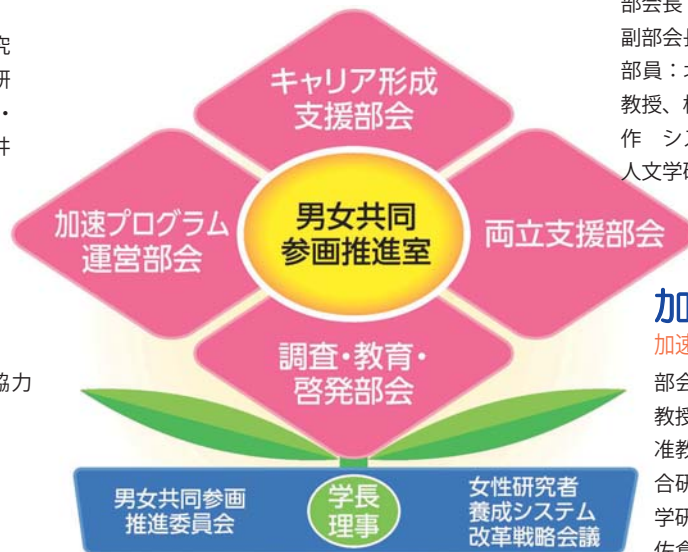 究
研
・
井
協力
キャリア形成
支援部会
加速プログラム
運営部会
男女共同
参画推進室
両立支援部会
調査・教育・
啓発部会
男女共同参画
推進委員会
学長
理事
女性研究者
養成システム
改革戦略会議
部会長
副部会長
部員：
教授、
作 シス
人文学研
加
加速
部会
教授
准教
合研
学研
佐倉